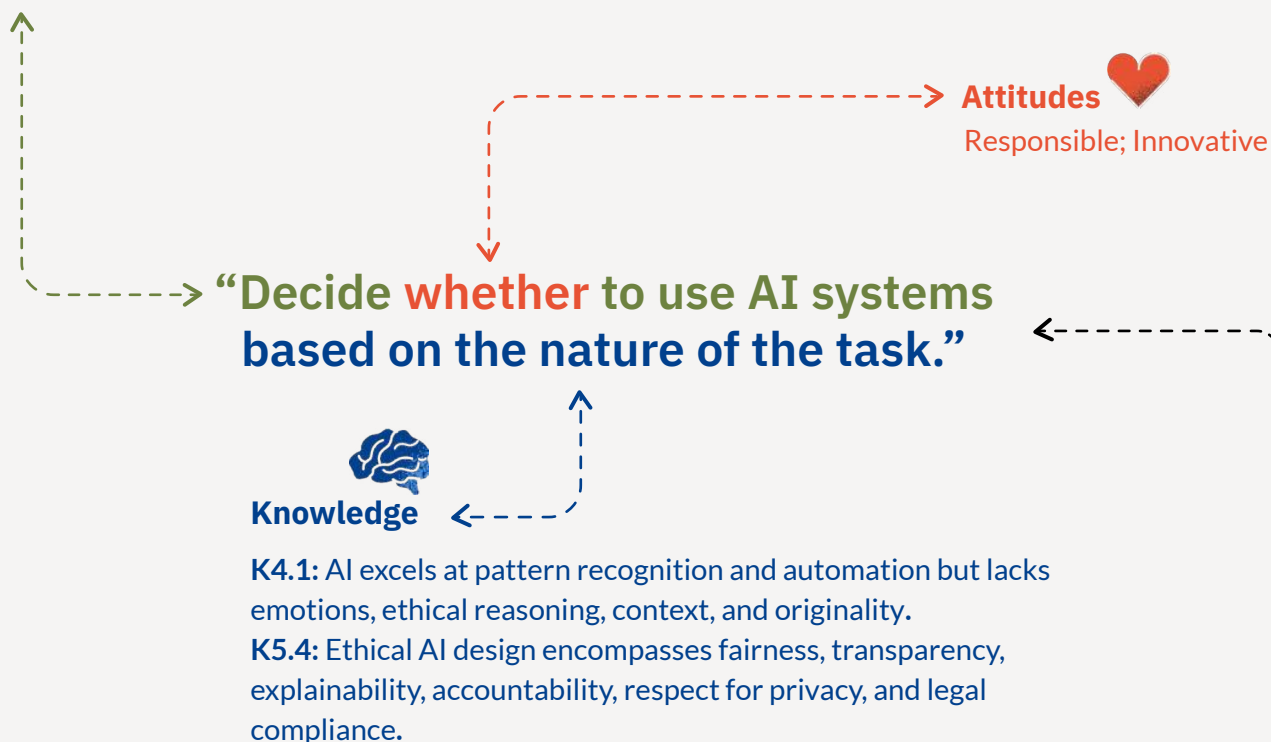 Attitudes
Responsible; Innovative
“Decide whether to use AI systems
based on the nature of the task.”
Knowledge
K4.1: AI excels at pattern recognition and automation but lacks
emotions, ethical reasoning, context, and originality.
K5.4: Ethical AI design encompasses fairness, transparency,
explainability, accountability, respect for privacy, and legal
compliance.